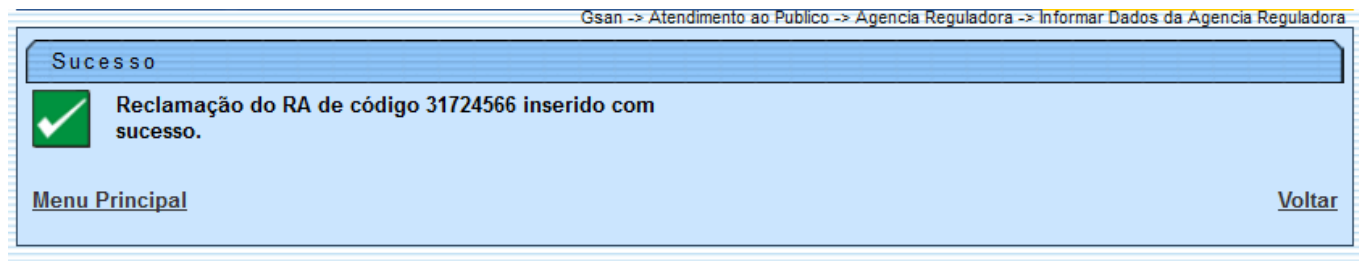 Gsan -> Atendimento ao Publico -> Agencia Reguladora -> Informar Dados da Agencia Reguladora
Sucesso
Reclamação do RA de código 31724566 inserido com
sucesso.
Menu Principal
Voltar